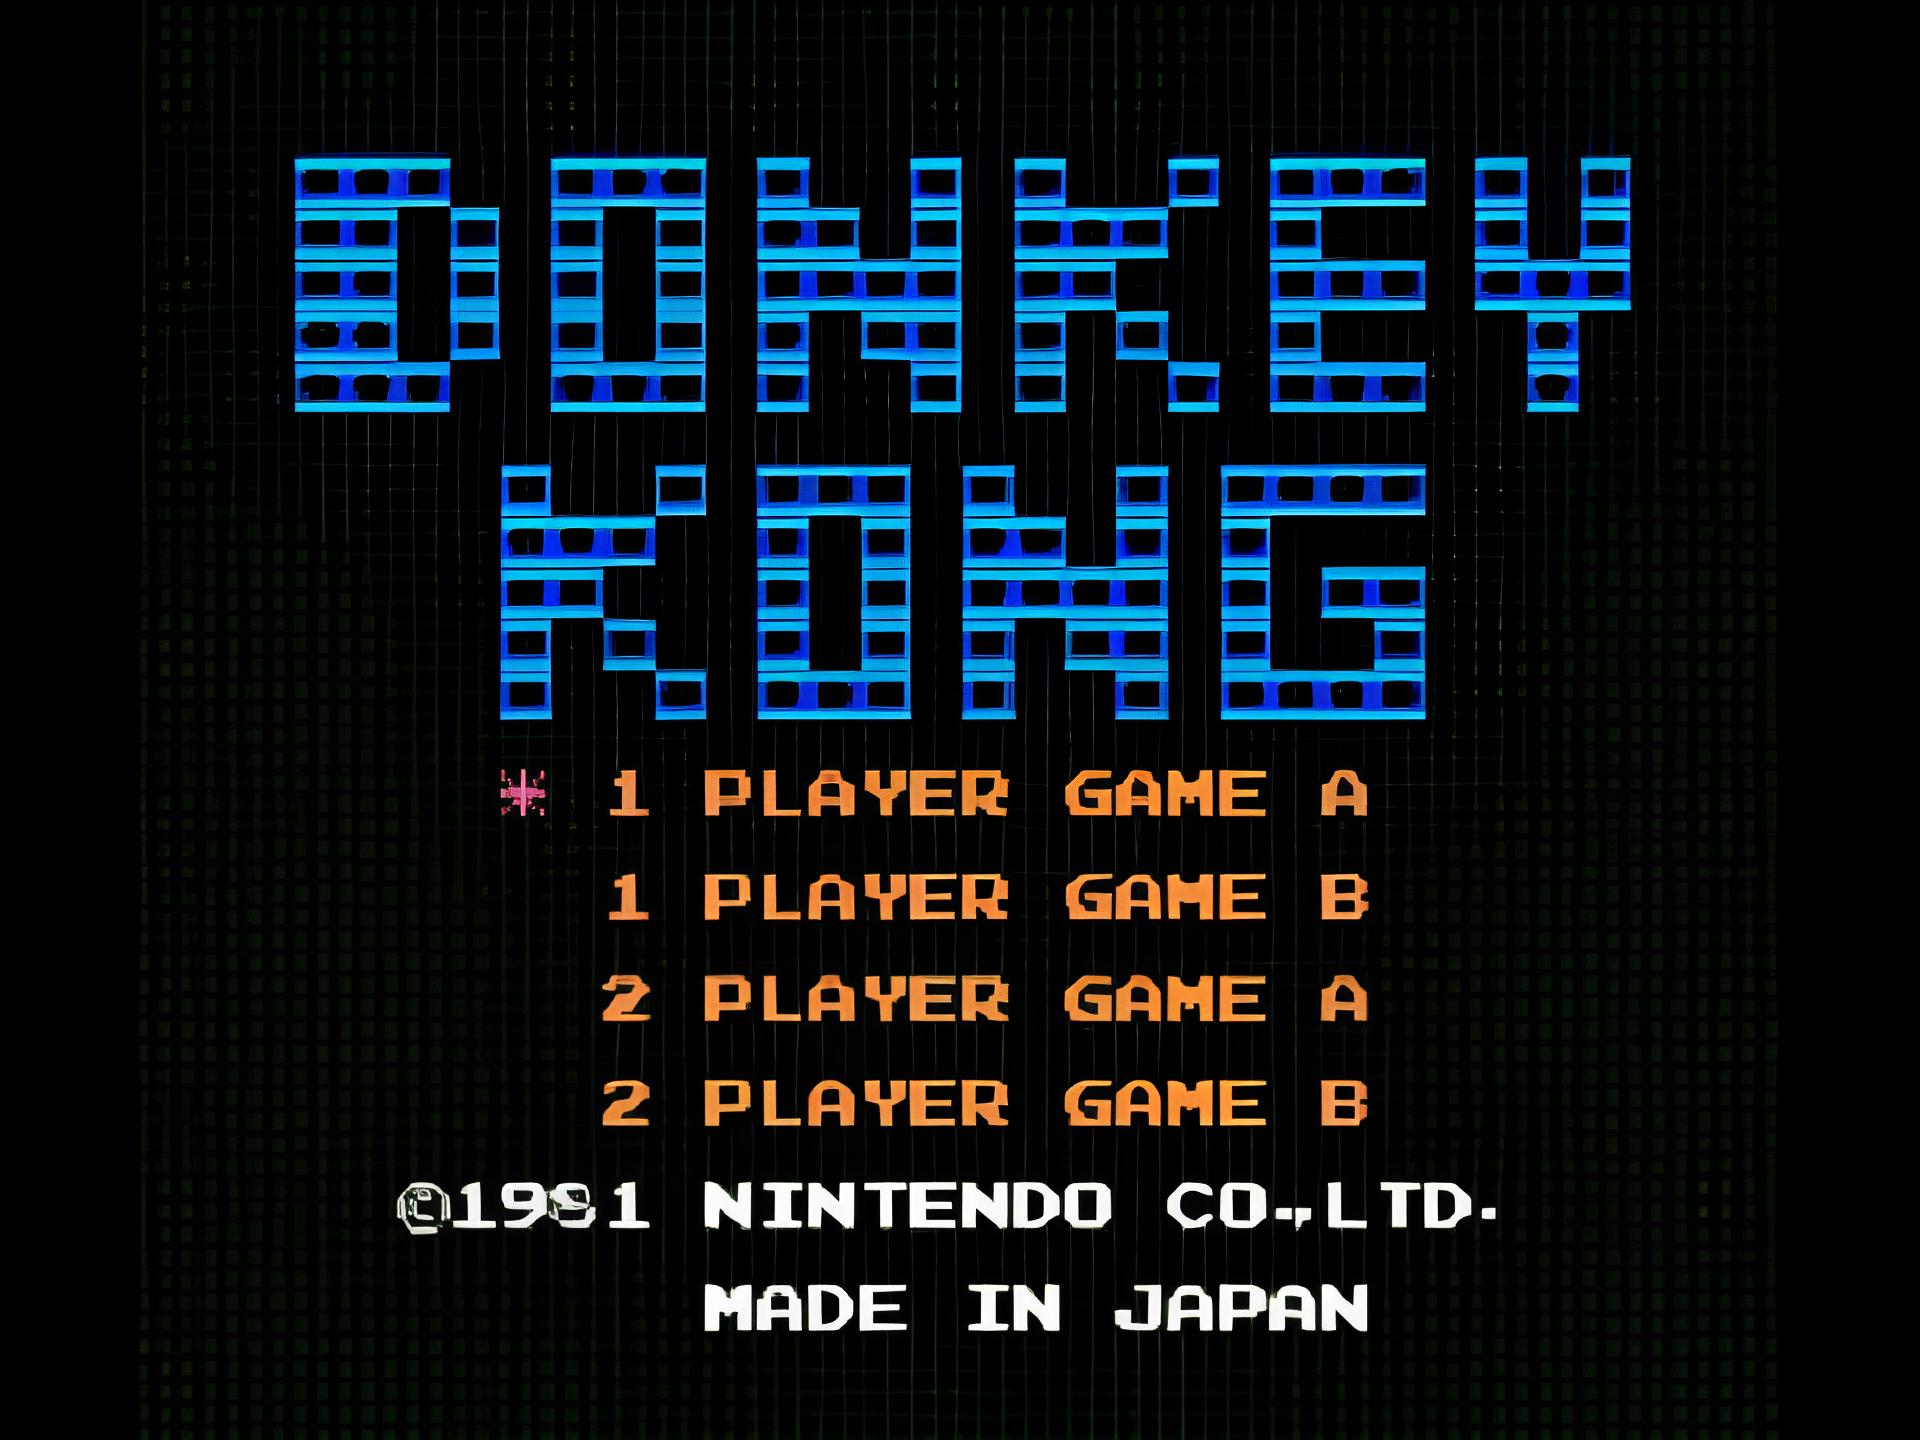 DONKEY
KONG
1 PLAYER GAME A
1 PLAYER GAME B
2 PLAYER GAME A
2 PLAYER GAME B
©1981 NINTENDO CO.,LTD.
MADE IN JAPAN